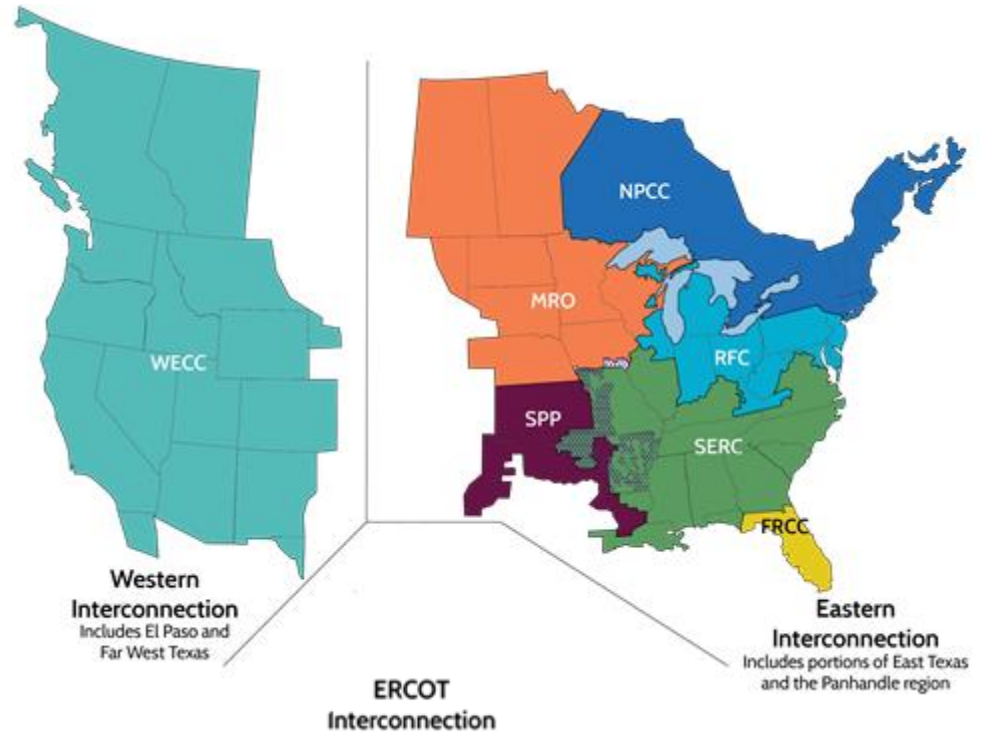 NPCC
MRO
WECC
RFC
SPP
SERC
FRCC
Western
Interconnection
Includes El Paso and
Far West Texas
Eastern
Interconnection
Includes portions of East Texas
and the Panhandle region
ERCOT
Interconnection